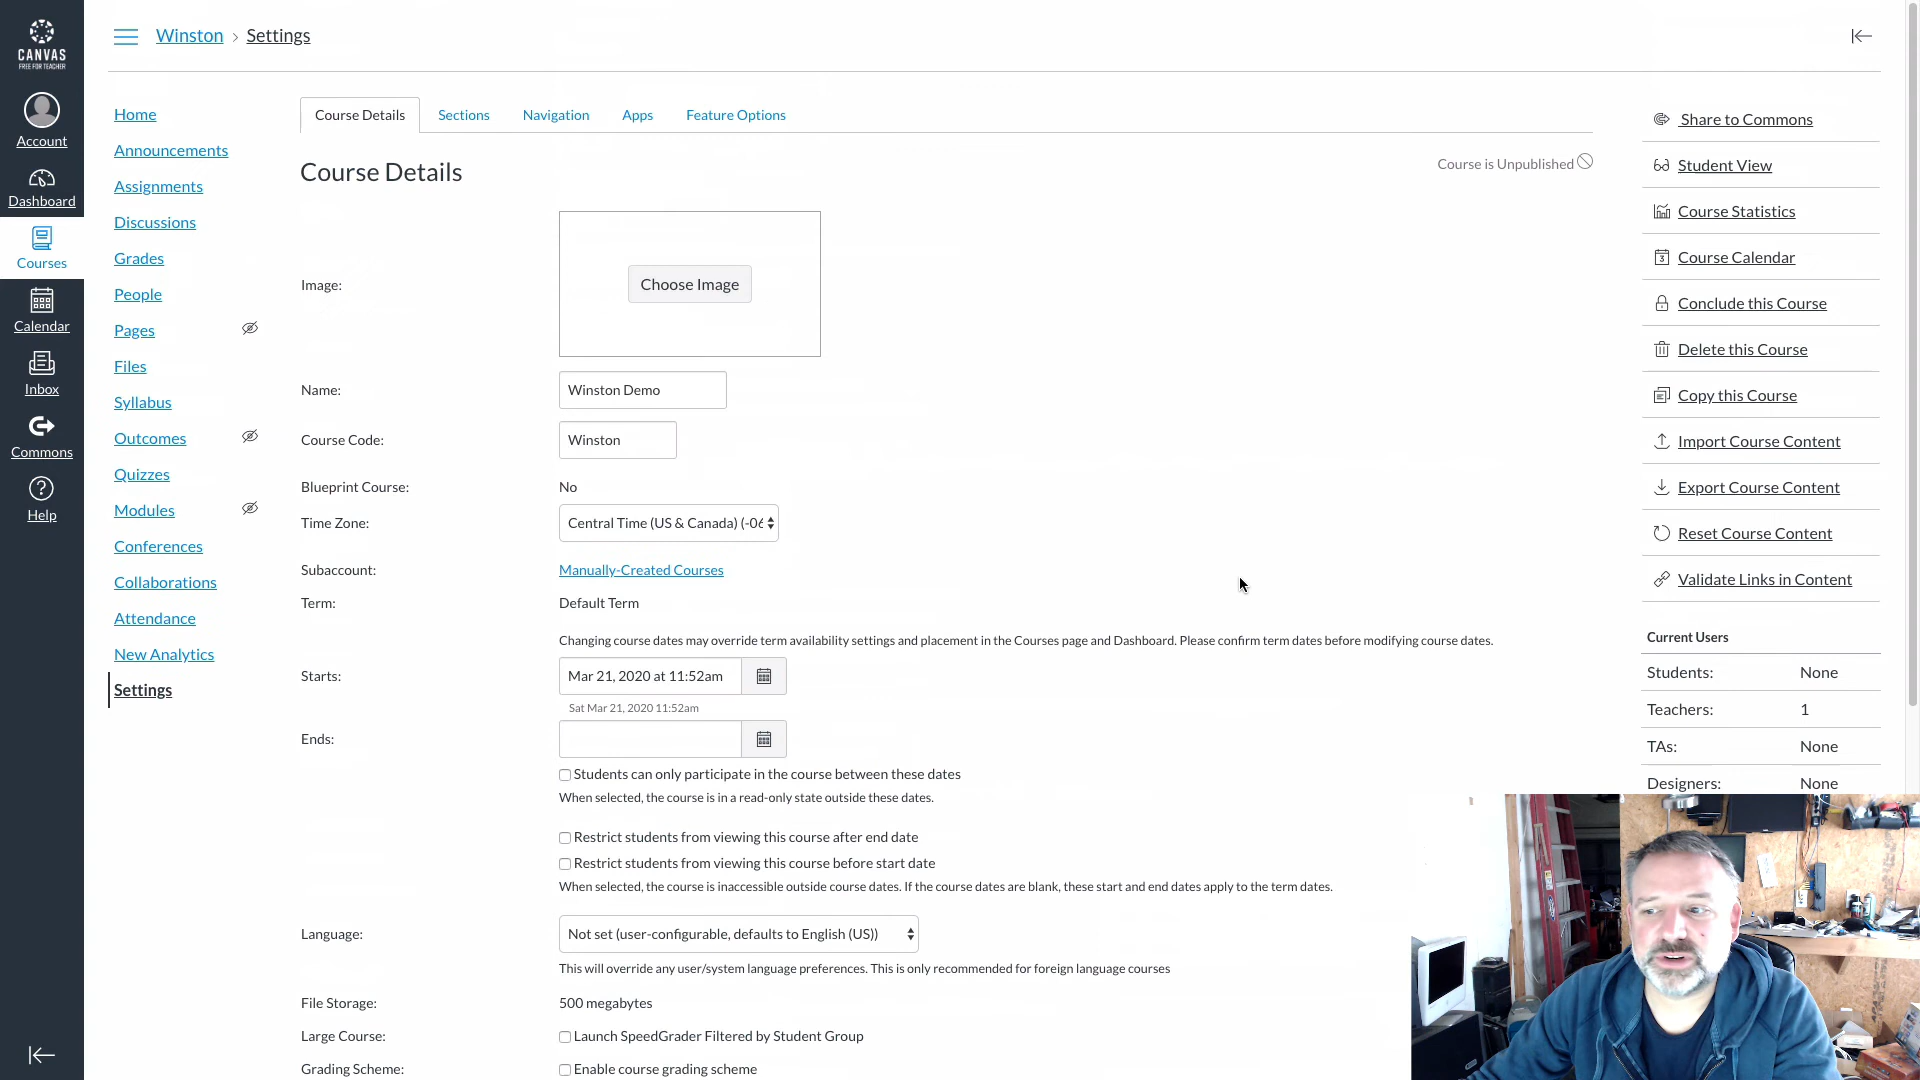 CANVAS
FREE FOR TEACHER
Account
Dashboard
Courses
Calendar
Inbox
Commons
Help
Winston › Settings
Home
Announcements
Assignments
Discussions
Grades
People
Pages
Files
Syllabus
Outcomes
Quizzes
Modules
Conferences
Collaborations
Attendance
New Analytics
Settings
Course Details Sections Navigation Apps Feature Options
Course Details
Course is Unpublished
Image:
Choose Image
Name:
Winston Demo
Course Code:
Winston
Blueprint Course:
No
Time Zone:
Central Time (US & Canada) (-06
Subaccount:
Manually-Created Courses
Term:
Default Term
Changing course dates may override term availability settings and placement in the Courses page and Dashboard. Please confirm term dates before modifying course dates.
Starts:
Mar 21, 2020 at 11:52am
Sat Mar 21, 2020 11:52am
Ends:
Students can only participate in the course between these dates
When selected, the course is in a read-only state outside these dates.
Restrict students from viewing this course after end date
Restrict students from viewing this course before start date
When selected, the course is inaccessible outside course dates. If the course dates are blank, these start and end dates apply to the term dates.
Language:
Not set (user-configurable, defaults to English (US))
This will override any user/system language preferences. This is only recommended for foreign language courses
File Storage:
500 megabytes
Large Course:
Launch SpeedGrader Filtered by Student Group
Grading Scheme:
Enable course grading scheme
Share to Commons
Student View
Course Statistics
3
Course Calendar
Conclude this Course
Delete this Course
Copy this Course
Import Course Content
Export Course Content
Reset Course Content
Validate Links in Content
Current Users
Students: None
Teachers: 1
TAs: None
Designers: None